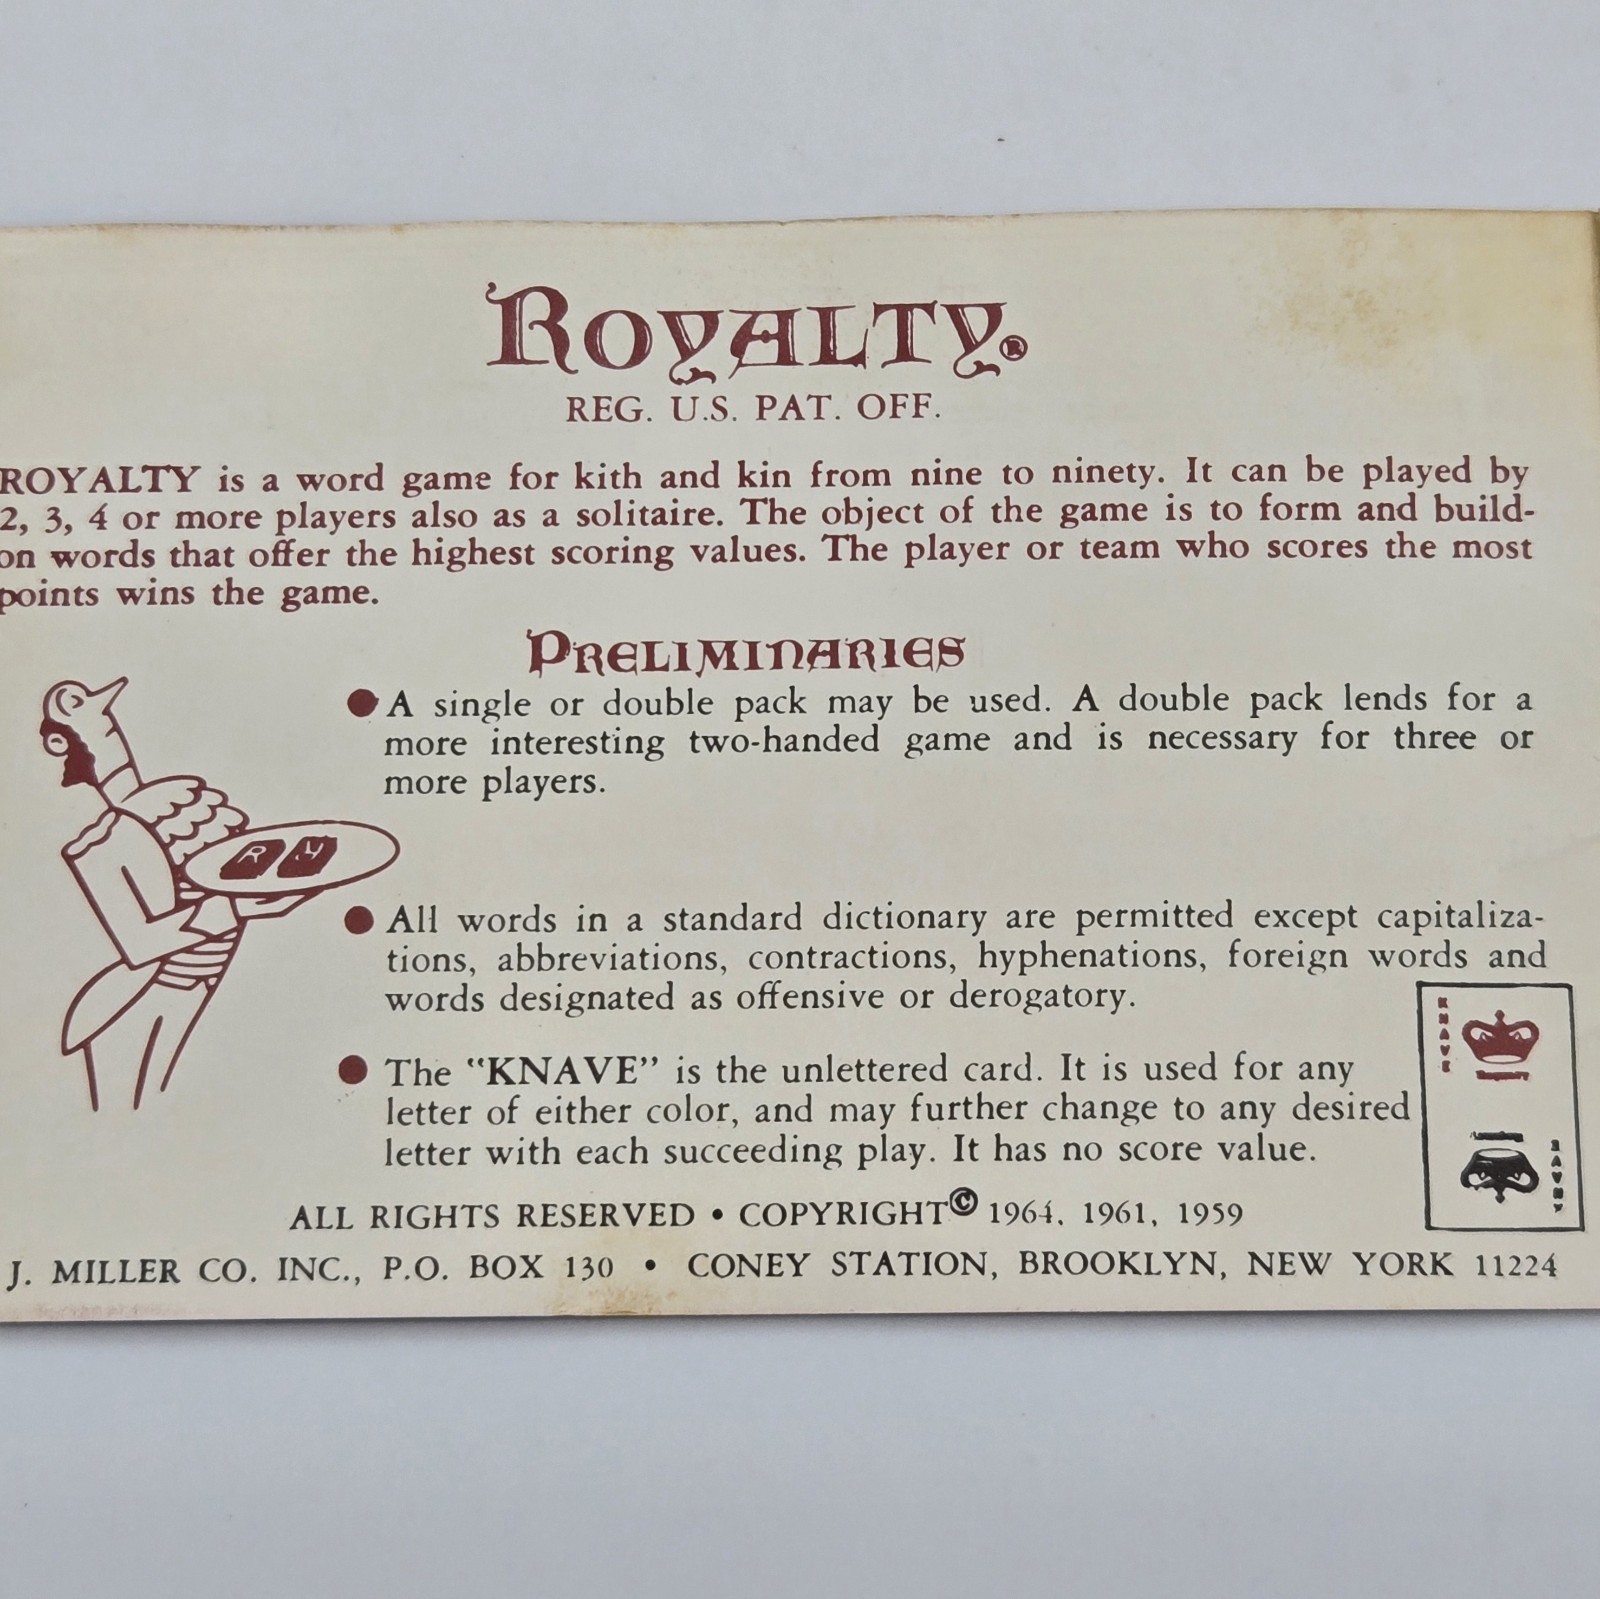 ROYALTY®
REG. U.S. PAT. OFF.
ROYALTY is a word game for kith and kin from nine to ninety. It can be played by
2, 3, 4 or more players also as a solitaire. The object of the game is to form and build-
on words that offer the highest scoring values. The player or team who scores the most
points wins the game.
PRELIMINARIES
● A single or double pack may be used. A double pack lends for a
more interesting two-handed game and is necessary for three or
more players.
R Y
● All words in a standard dictionary are permitted except capitaliza-
tions, abbreviations, contractions, hyphenations, foreign words and
words designated as offensive or derogatory.
● The “KNAVE” is the unlettered card. It is used for any
letter of either color, and may further change to any desired
letter with each succeeding play. It has no score value.
KNAVE
KNAVE
ALL RIGHTS RESERVED • COPYRIGHT© 1964, 1961, 1959
J. MILLER CO. INC., P.O. BOX 130 • CONEY STATION, BROOKLYN, NEW YORK 11224